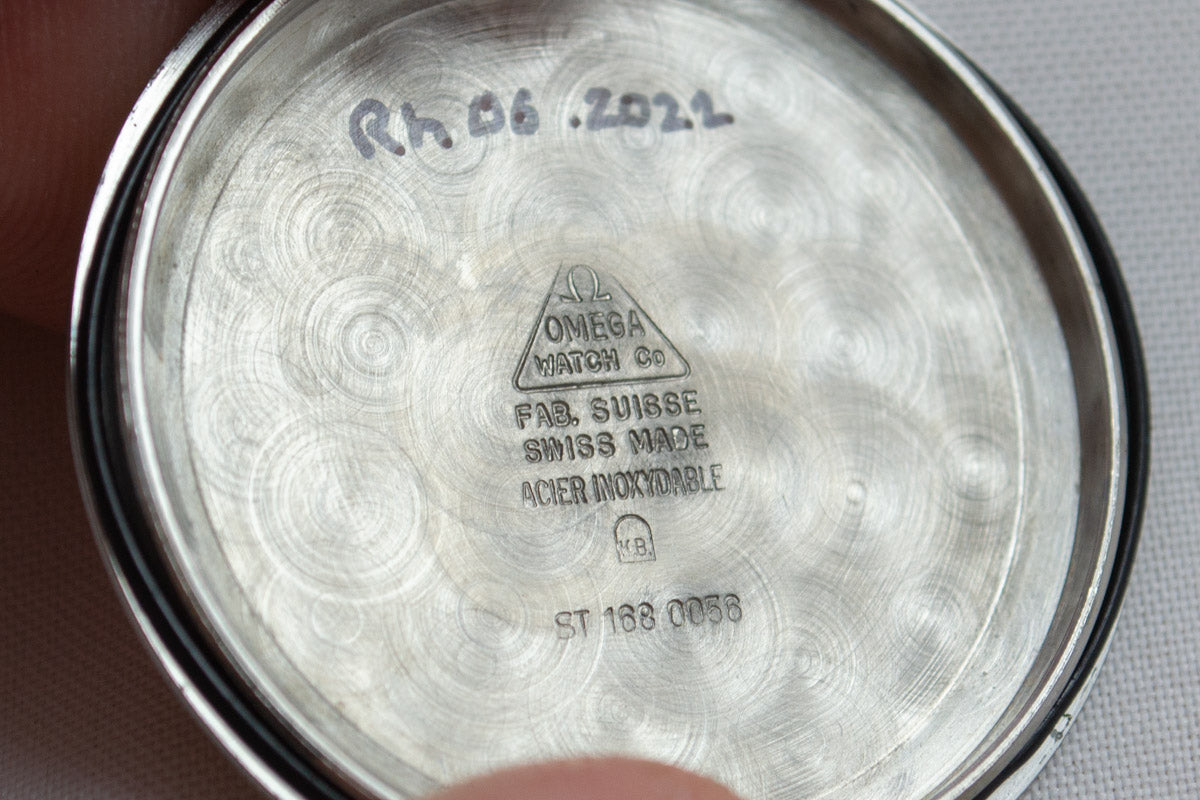 Rh 06.2022
Ω
OMEGA
WATCH Co
FAB. SUISSE
SWISS MADE
ACIER INOXYDABLE
K.B.
ST 168 0056